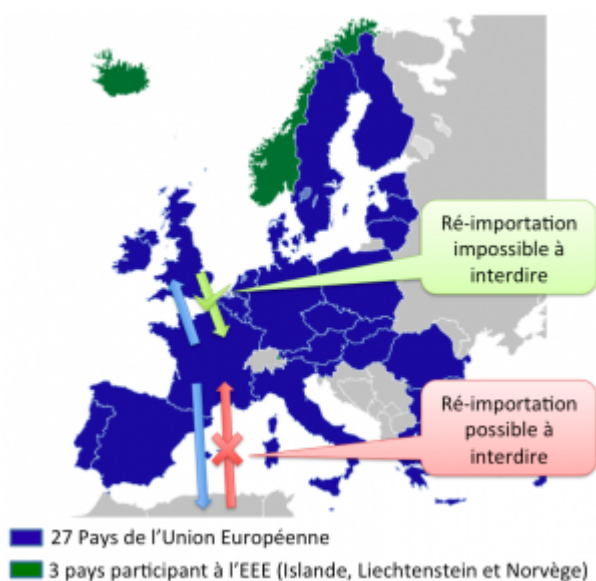 Ré-importation
impossible à
interdire
Ré-importation
possible à
interdire
27 Pays de l'Union Européenne
3 pays participant à l'EEE (Islande, Liechtenstein et Norvège)